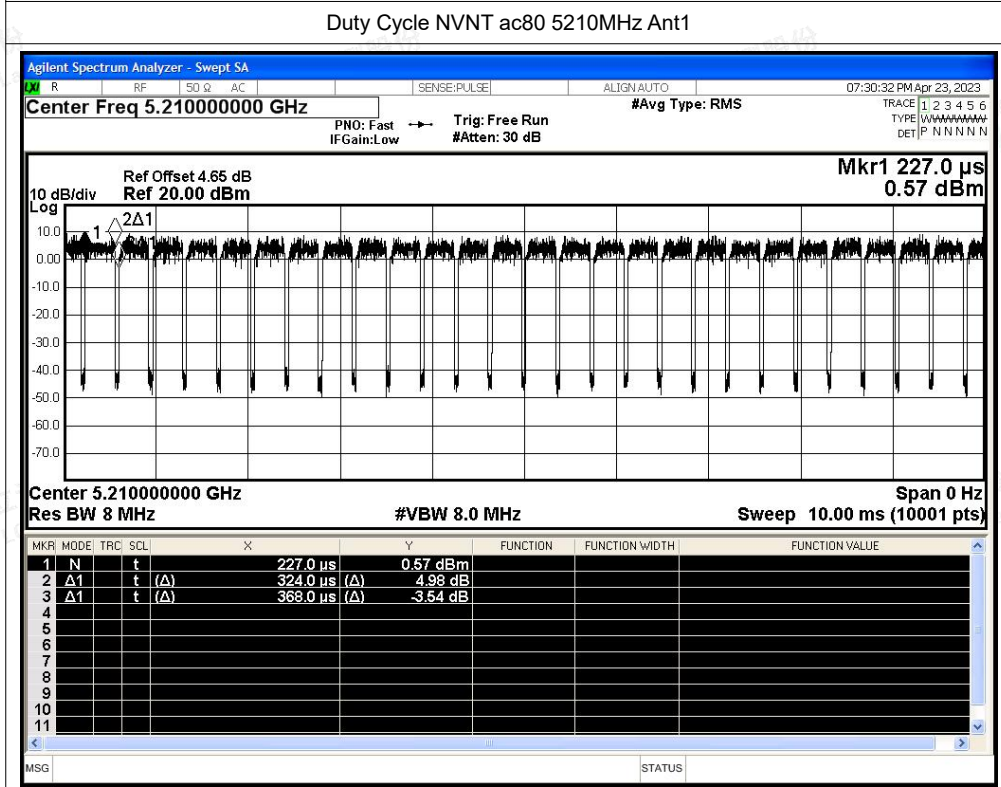 Duty Cycle NVNT ac80 5210MHz Ant1
Agilent Spectrum Analyzer - Swept SA
LXI R RF 50 Ω AC SENSE:PULSE ALIGN AUTO 07:30:32 PM Apr 23, 2023
Center Freq 5.210000000 GHz #Avg Type: RMS TRACE 1 2 3 4 5 6
PNO: Fast Trig: Free Run TYPE WWWWWW
IFGain:Low #Atten: 30 dB DET P N N N N N
Ref Offset 4.65 dB Mkr1 227.0 µs
10 dB/div Ref 20.00 dBm 0.57 dBm
Log
2Δ1
10.0 1
0.00
-10.0
-20.0
-30.0
-40.0
-50.0
-60.0
-70.0
Center 5.210000000 GHz Span 0 Hz
Res BW 8 MHz #VBW 8.0 MHz Sweep 10.00 ms (10001 pts)
MKR MODE TRC SCL X Y FUNCTION FUNCTION WIDTH FUNCTION VALUE
1 N t 227.0 µs 0.57 dBm
2 Δ1 t (Δ) 324.0 µs (Δ) 4.98 dB
3 Δ1 t (Δ) 368.0 µs (Δ) -3.54 dB
4
5
6
7
8
9
10
11
MSG STATUS